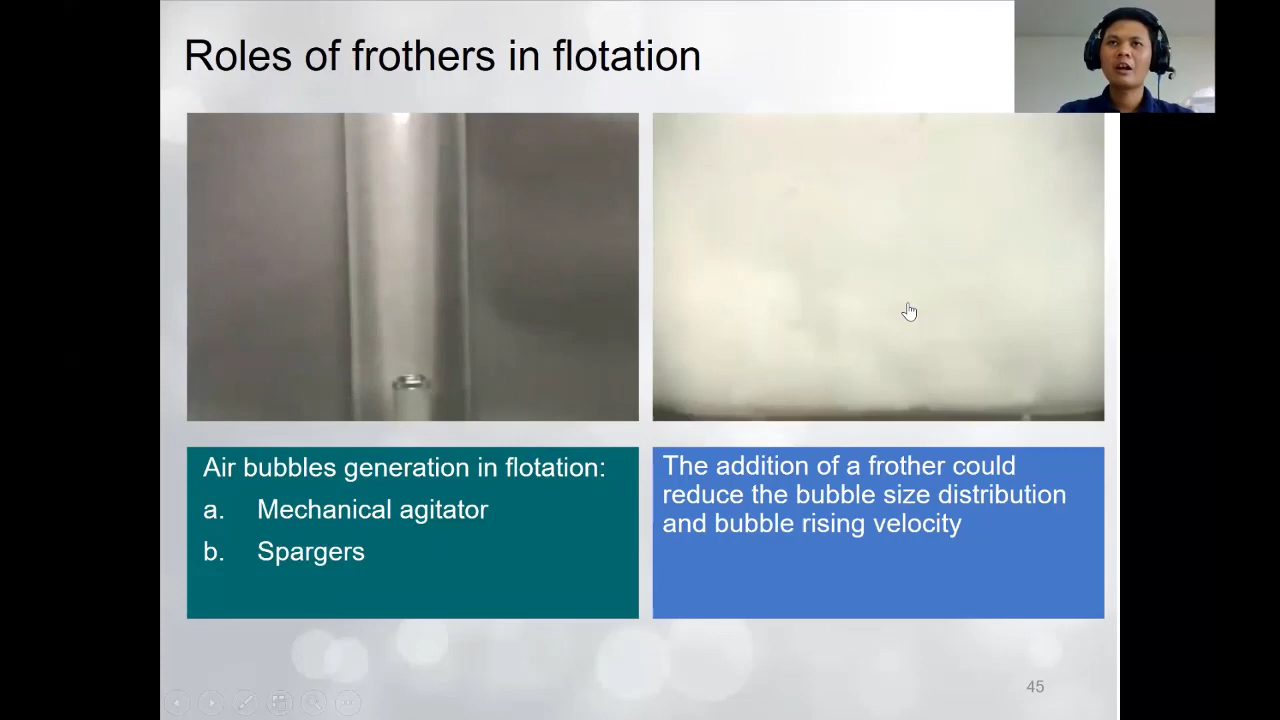 Roles of frothers in flotation
Air bubbles generation in flotation:
a. Mechanical agitator
b. Spargers
The addition of a frother could
reduce the bubble size distribution
and bubble rising velocity
45